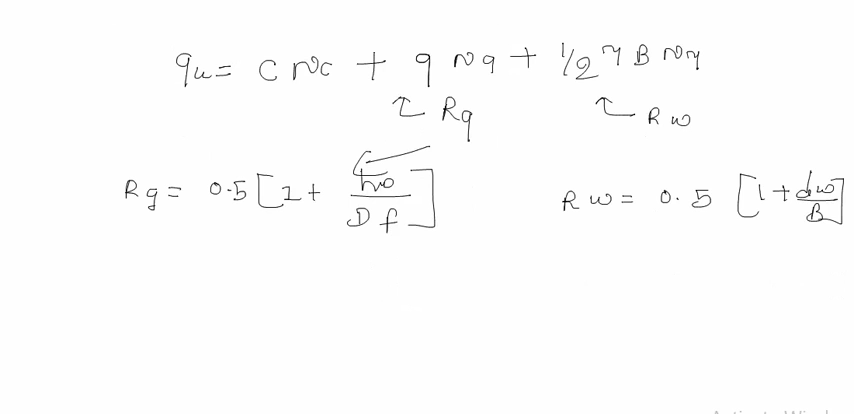 qu = C Nc + q Nq + 1/2 γ B Nγ
Rq Rw
Rq = 0.5 [1 + hw/Df] Rw = 0.5 [1 + dw/B]